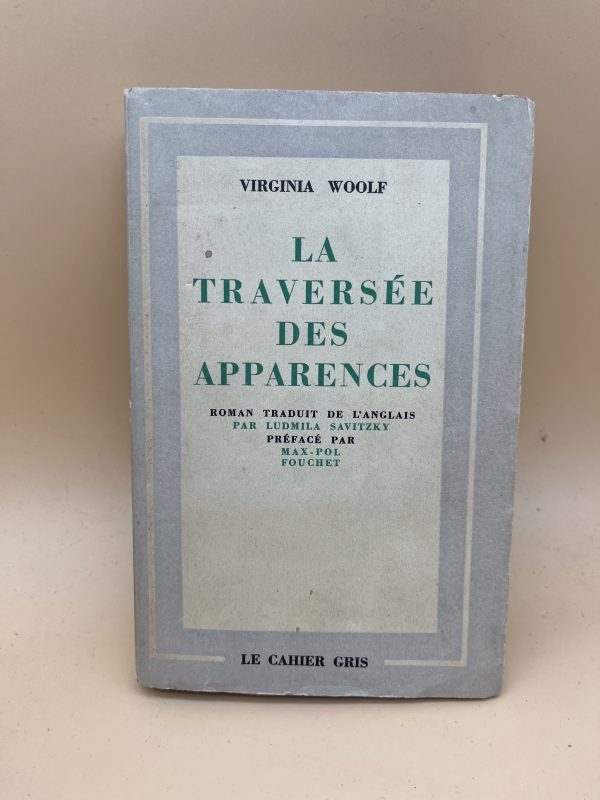 VIRGINIA WOOLF
LA
TRAVERSÉE
DES
APPARENCES
ROMAN TRADUIT DE L'ANGLAIS
PAR LUDMILA SAVITZKY
PRÉFACÉ PAR
MAX-POL
FOUCHET
LE CAHIER GRIS